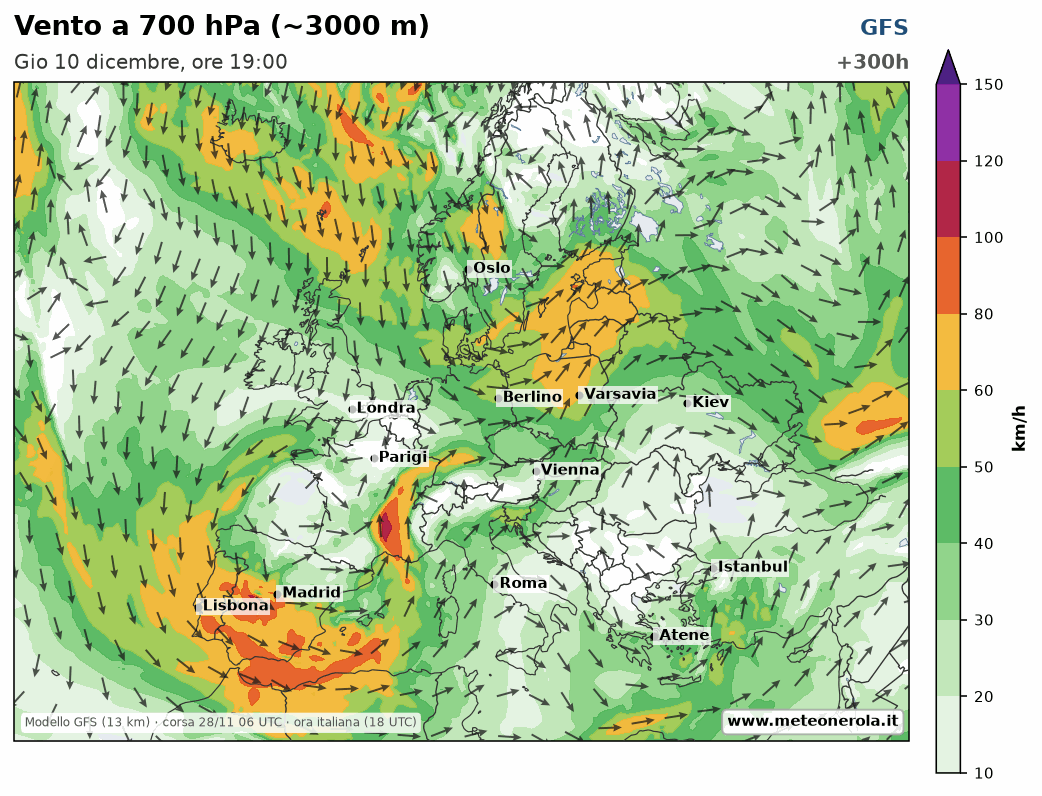 Vento a 700 hPa (~3000 m)
GFS
Gio 10 dicembre, ore 19:00
+300h
150
120
100
80
60
50
40
30
20
10
km/h
Oslo
Berlino
Varsavia
Kiev
Londra
Parigi
Vienna
Istanbul
Roma
Madrid
Lisbona
Atene
Modello GFS (13 km) · corsa 28/11 06 UTC · ora italiana (18 UTC)
www.meteonerola.it